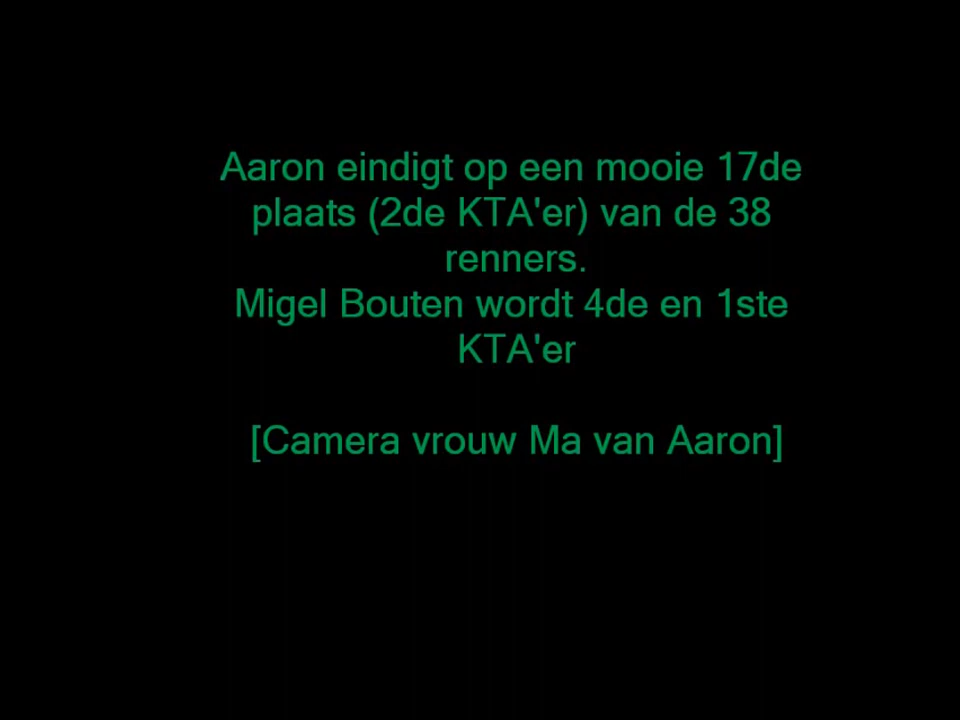 Aaron eindigt op een mooie 17de
plaats (2de KTA'er) van de 38
renners.
Migel Bouten wordt 4de en 1ste
KTA'er
[Camera vrouw Ma van Aaron]